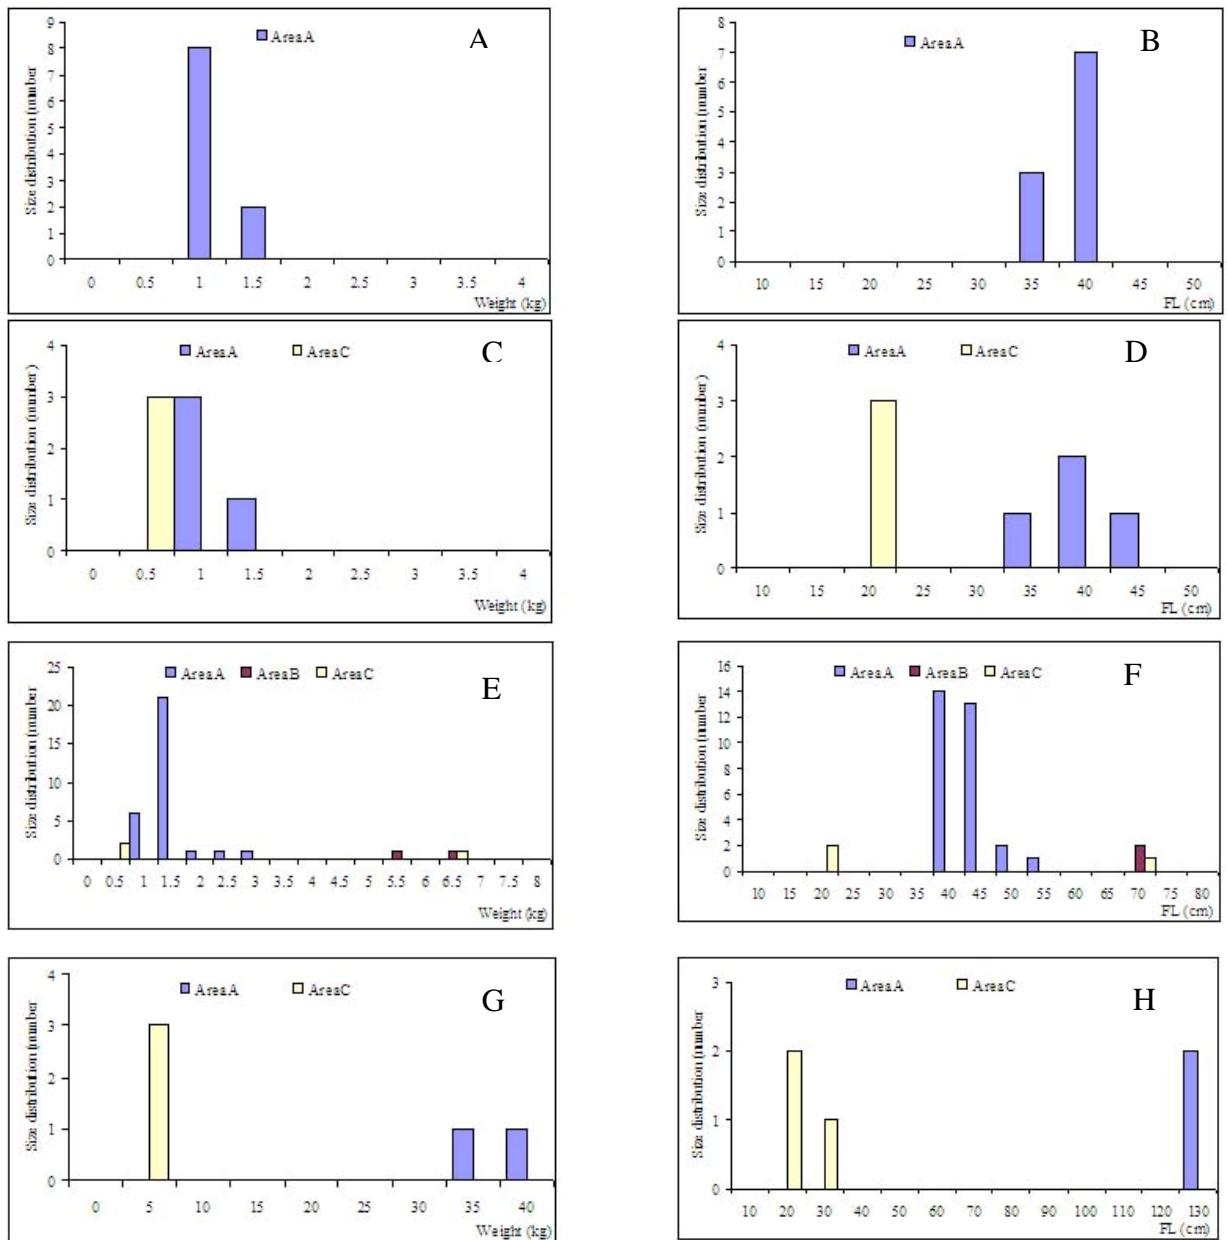 A
AreaA
Size distribution (number
9
8
7
6
5
4
3
2
1
0
0 0.5 1 1.5 2 2.5 3 3.5 4
Weight (kg)
B
AreaA
Size distribution (number
8
7
6
5
4
3
2
1
0
10 15 20 25 30 35 40 45 50
FL (cm)
C
AreaA AreaC
Size distribution (number)
4
3
2
1
0
0 0.5 1 1.5 2 2.5 3 3.5 4
Weight (kg)
D
AreaA AreaC
Size distribution (number)
4
3
2
1
0
10 15 20 25 30 35 40 45 50
FL (cm)
E
AreaA AreaB AreaC
Size distribution (number
25
20
15
10
5
0
0 0.5 1 1.5 2 2.5 3 3.5 4 4.5 5 5.5 6 6.5 7 7.5 8
Weight (kg)
F
AreaA AreaB AreaC
Size distribution (number
16
14
12
10
8
6
4
2
0
10 15 20 25 30 35 40 45 50 55 60 65 70 75 80
FL (cm)
G
AreaA AreaC
Size distribution (number
4
3
2
1
0
0 5 10 15 20 25 30 35 40
Weight (kg)
H
AreaA AreaC
Size distribution (number
3
2
1
0
10 20 30 40 50 60 70 80 90 100 110 120 130
FL (cm)